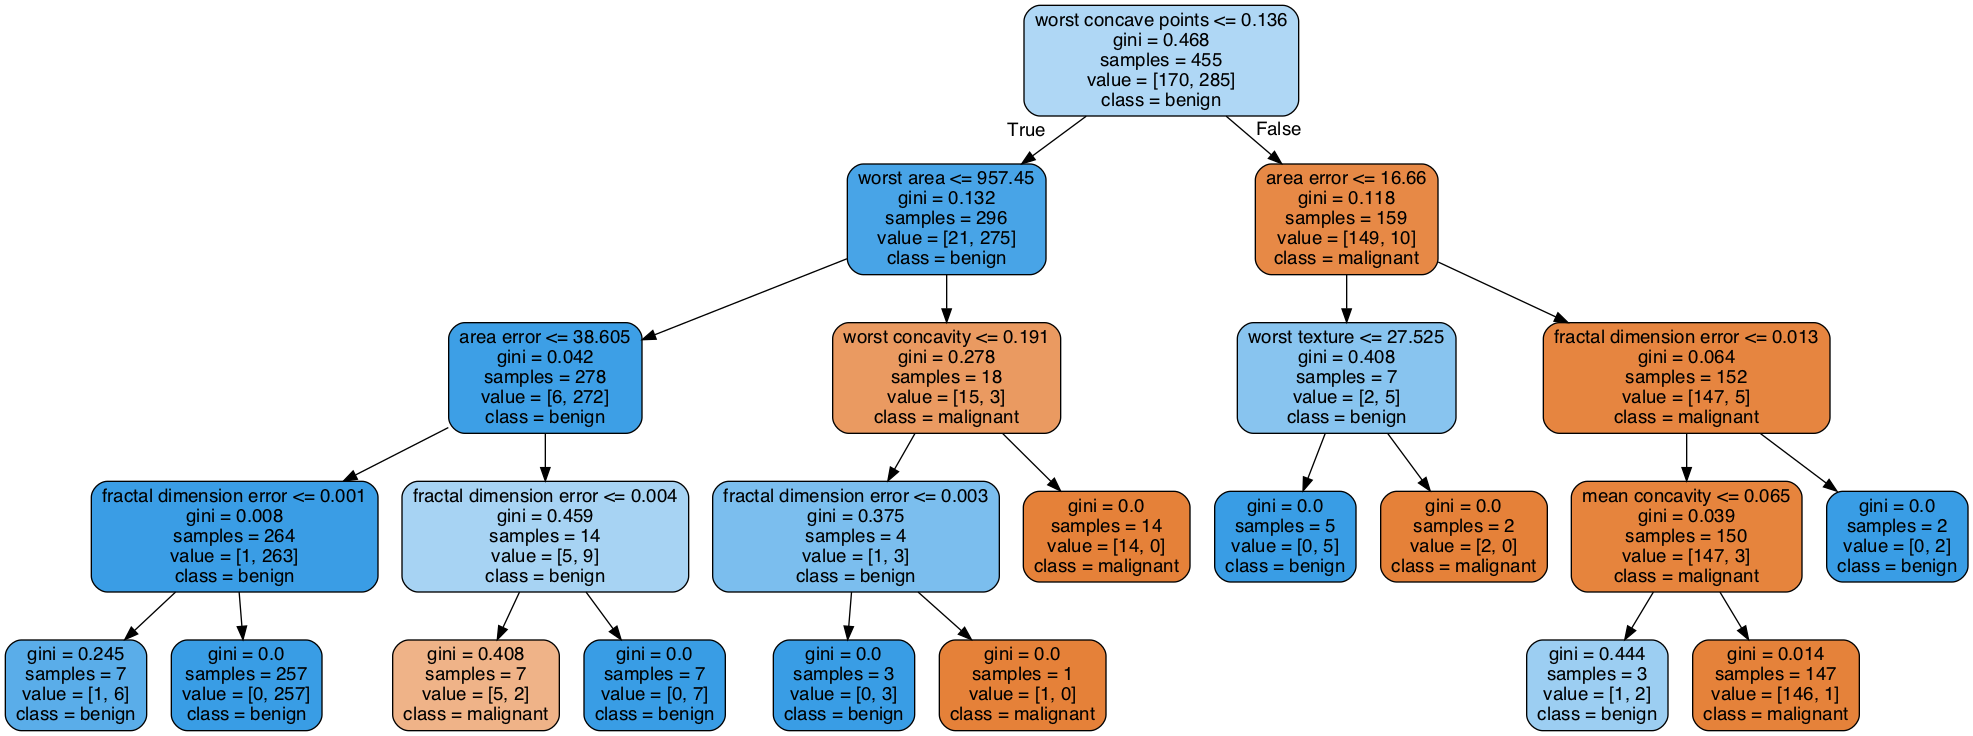 worst concave points <= 0.136
gini = 0.468
samples = 455
value = [170, 285]
class = benign
True
False
worst area <= 957.45
gini = 0.132
samples = 296
value = [21, 275]
class = benign
area error <= 16.66
gini = 0.118
samples = 159
value = [149, 10]
class = malignant
area error <= 38.605
gini = 0.042
samples = 278
value = [6, 272]
class = benign
worst concavity <= 0.191
gini = 0.278
samples = 18
value = [15, 3]
class = malignant
worst texture <= 27.525
gini = 0.408
samples = 7
value = [2, 5]
class = benign
fractal dimension error <= 0.013
gini = 0.064
samples = 152
value = [147, 5]
class = malignant
fractal dimension error <= 0.001
gini = 0.008
samples = 264
value = [1, 263]
class = benign
fractal dimension error <= 0.004
gini = 0.459
samples = 14
value = [5, 9]
class = benign
fractal dimension error <= 0.003
gini = 0.375
samples = 4
value = [1, 3]
class = benign
gini = 0.0
samples = 14
value = [14, 0]
class = malignant
gini = 0.0
samples = 5
value = [0, 5]
class = benign
gini = 0.0
samples = 2
value = [2, 0]
class = malignant
mean concavity <= 0.065
gini = 0.039
samples = 150
value = [147, 3]
class = malignant
gini = 0.0
samples = 2
value = [0, 2]
class = benign
gini = 0.245
samples = 7
value = [1, 6]
class = benign
gini = 0.0
samples = 257
value = [0, 257]
class = benign
gini = 0.408
samples = 7
value = [5, 2]
class = malignant
gini = 0.0
samples = 7
value = [0, 7]
class = benign
gini = 0.0
samples = 3
value = [0, 3]
class = benign
gini = 0.0
samples = 1
value = [1, 0]
class = malignant
gini = 0.444
samples = 3
value = [1, 2]
class = benign
gini = 0.014
samples = 147
value = [146, 1]
class = malignant